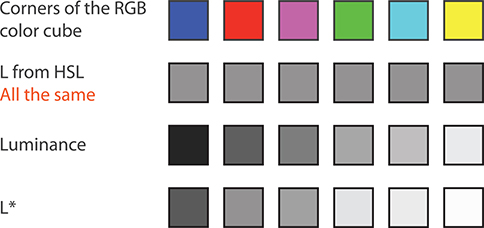 Corners of the RGB
color cube
L from HSL
All the same
Luminance
L*